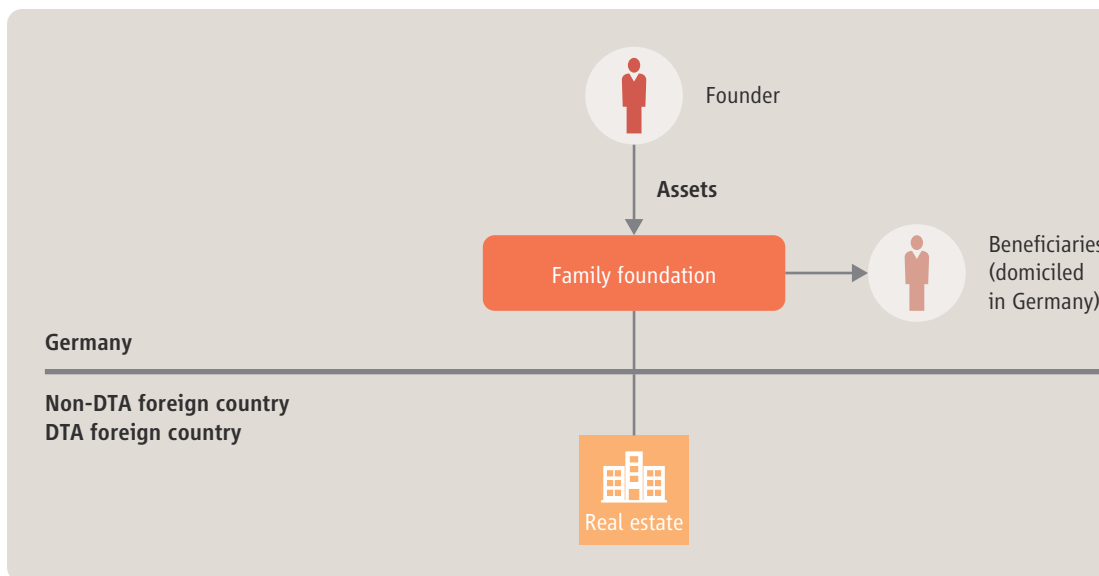 Founder
Assets
Family foundation
Beneficiaries
(domiciled
in Germany)
Germany
Non-DTA foreign country
DTA foreign country
Real estate